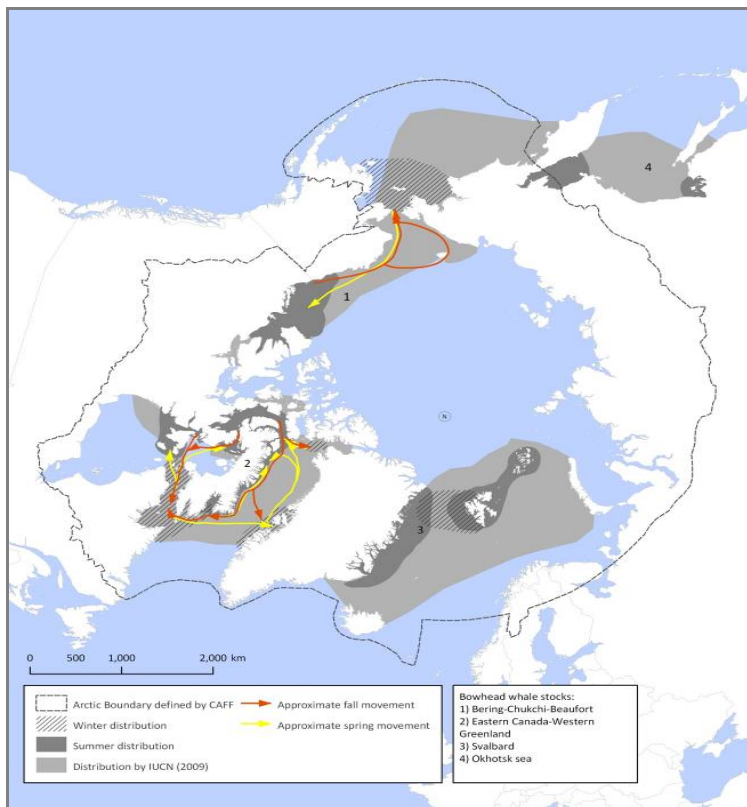 4
1
N
2
3
0 500 1,000 2,000 km
Arctic Boundary defined by CAFF
Winter distribution
Summer distribution
Distribution by IUCN (2009)
Approximate fall movement
Approximate spring movement
Bowhead whale stocks:
1) Bering-Chukchi-Beaufort
2) Eastern Canada-Western
Greenland
3) Svalbard
4) Okhotsk sea